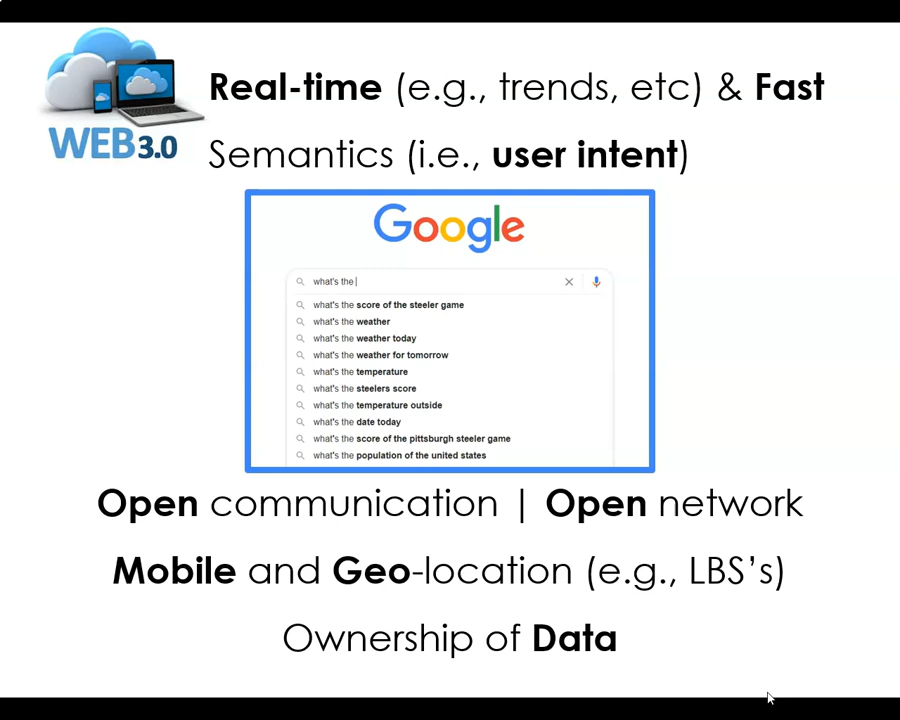 WEB3.0
Real-time (e.g., trends, etc) & Fast
Semantics (i.e., user intent)
Google
what's the
what's the score of the steeler game
what's the weather
what's the weather today
what's the weather for tomorrow
what's the temperature
what's the steelers score
what's the temperature outside
what's the date today
what's the score of the pittsburgh steeler game
what's the population of the united states
Open communication | Open network
Mobile and Geo-location (e.g., LBS's)
Ownership of Data